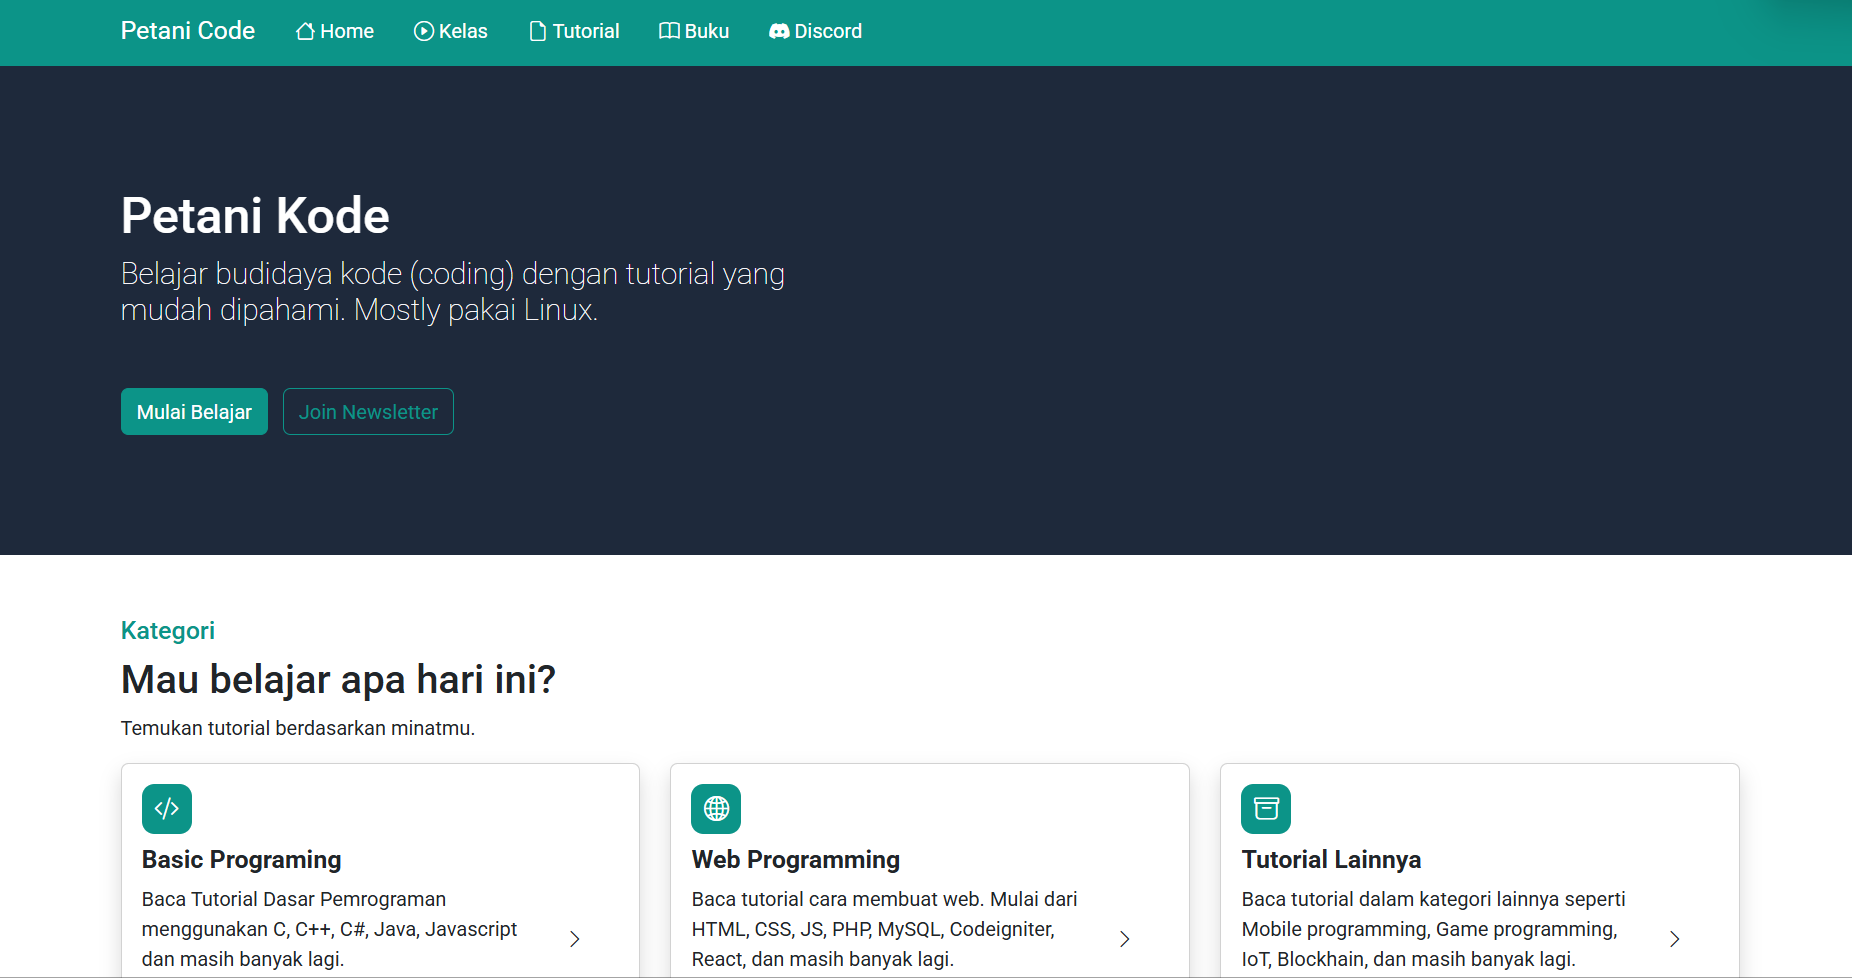 Petani Code
Home
Kelas
Tutorial
Buku
Discord
Petani Kode
Belajar budidaya kode (coding) dengan tutorial yang
mudah dipahami. Mostly pakai Linux.
Mulai Belajar
Join Newsletter
Kategori
Mau belajar apa hari ini?
Temukan tutorial berdasarkan minatmu.
Basic Programing
Baca Tutorial Dasar Pemrograman
menggunakan C, C++, C#, Java, Javascript
dan masih banyak lagi.
Web Programming
Baca tutorial cara membuat web. Mulai dari
HTML, CSS, JS, PHP, MySQL, Codeigniter,
React, dan masih banyak lagi.
Tutorial Lainnya
Baca tutorial dalam kategori lainnya seperti
Mobile programming, Game programming,
IoT, Blockhain, dan masih banyak lagi.